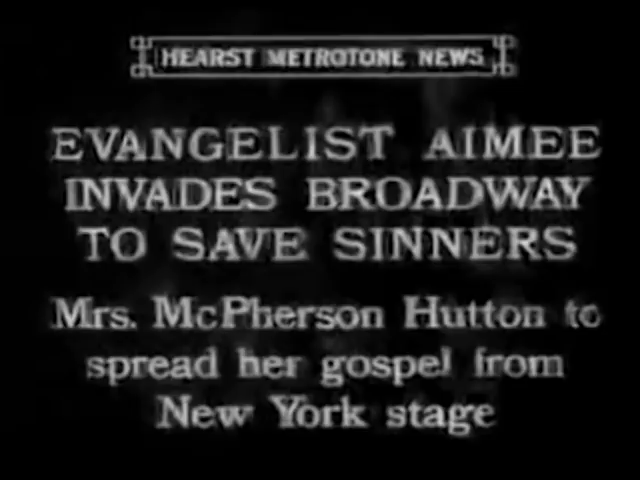 HEARST METROTONE NEWS
EVANGELIST AIMEE
INVADES BROADWAY
TO SAVE SINNERS
Mrs. McPherson Hutton to
spread her gospel from
New York stage